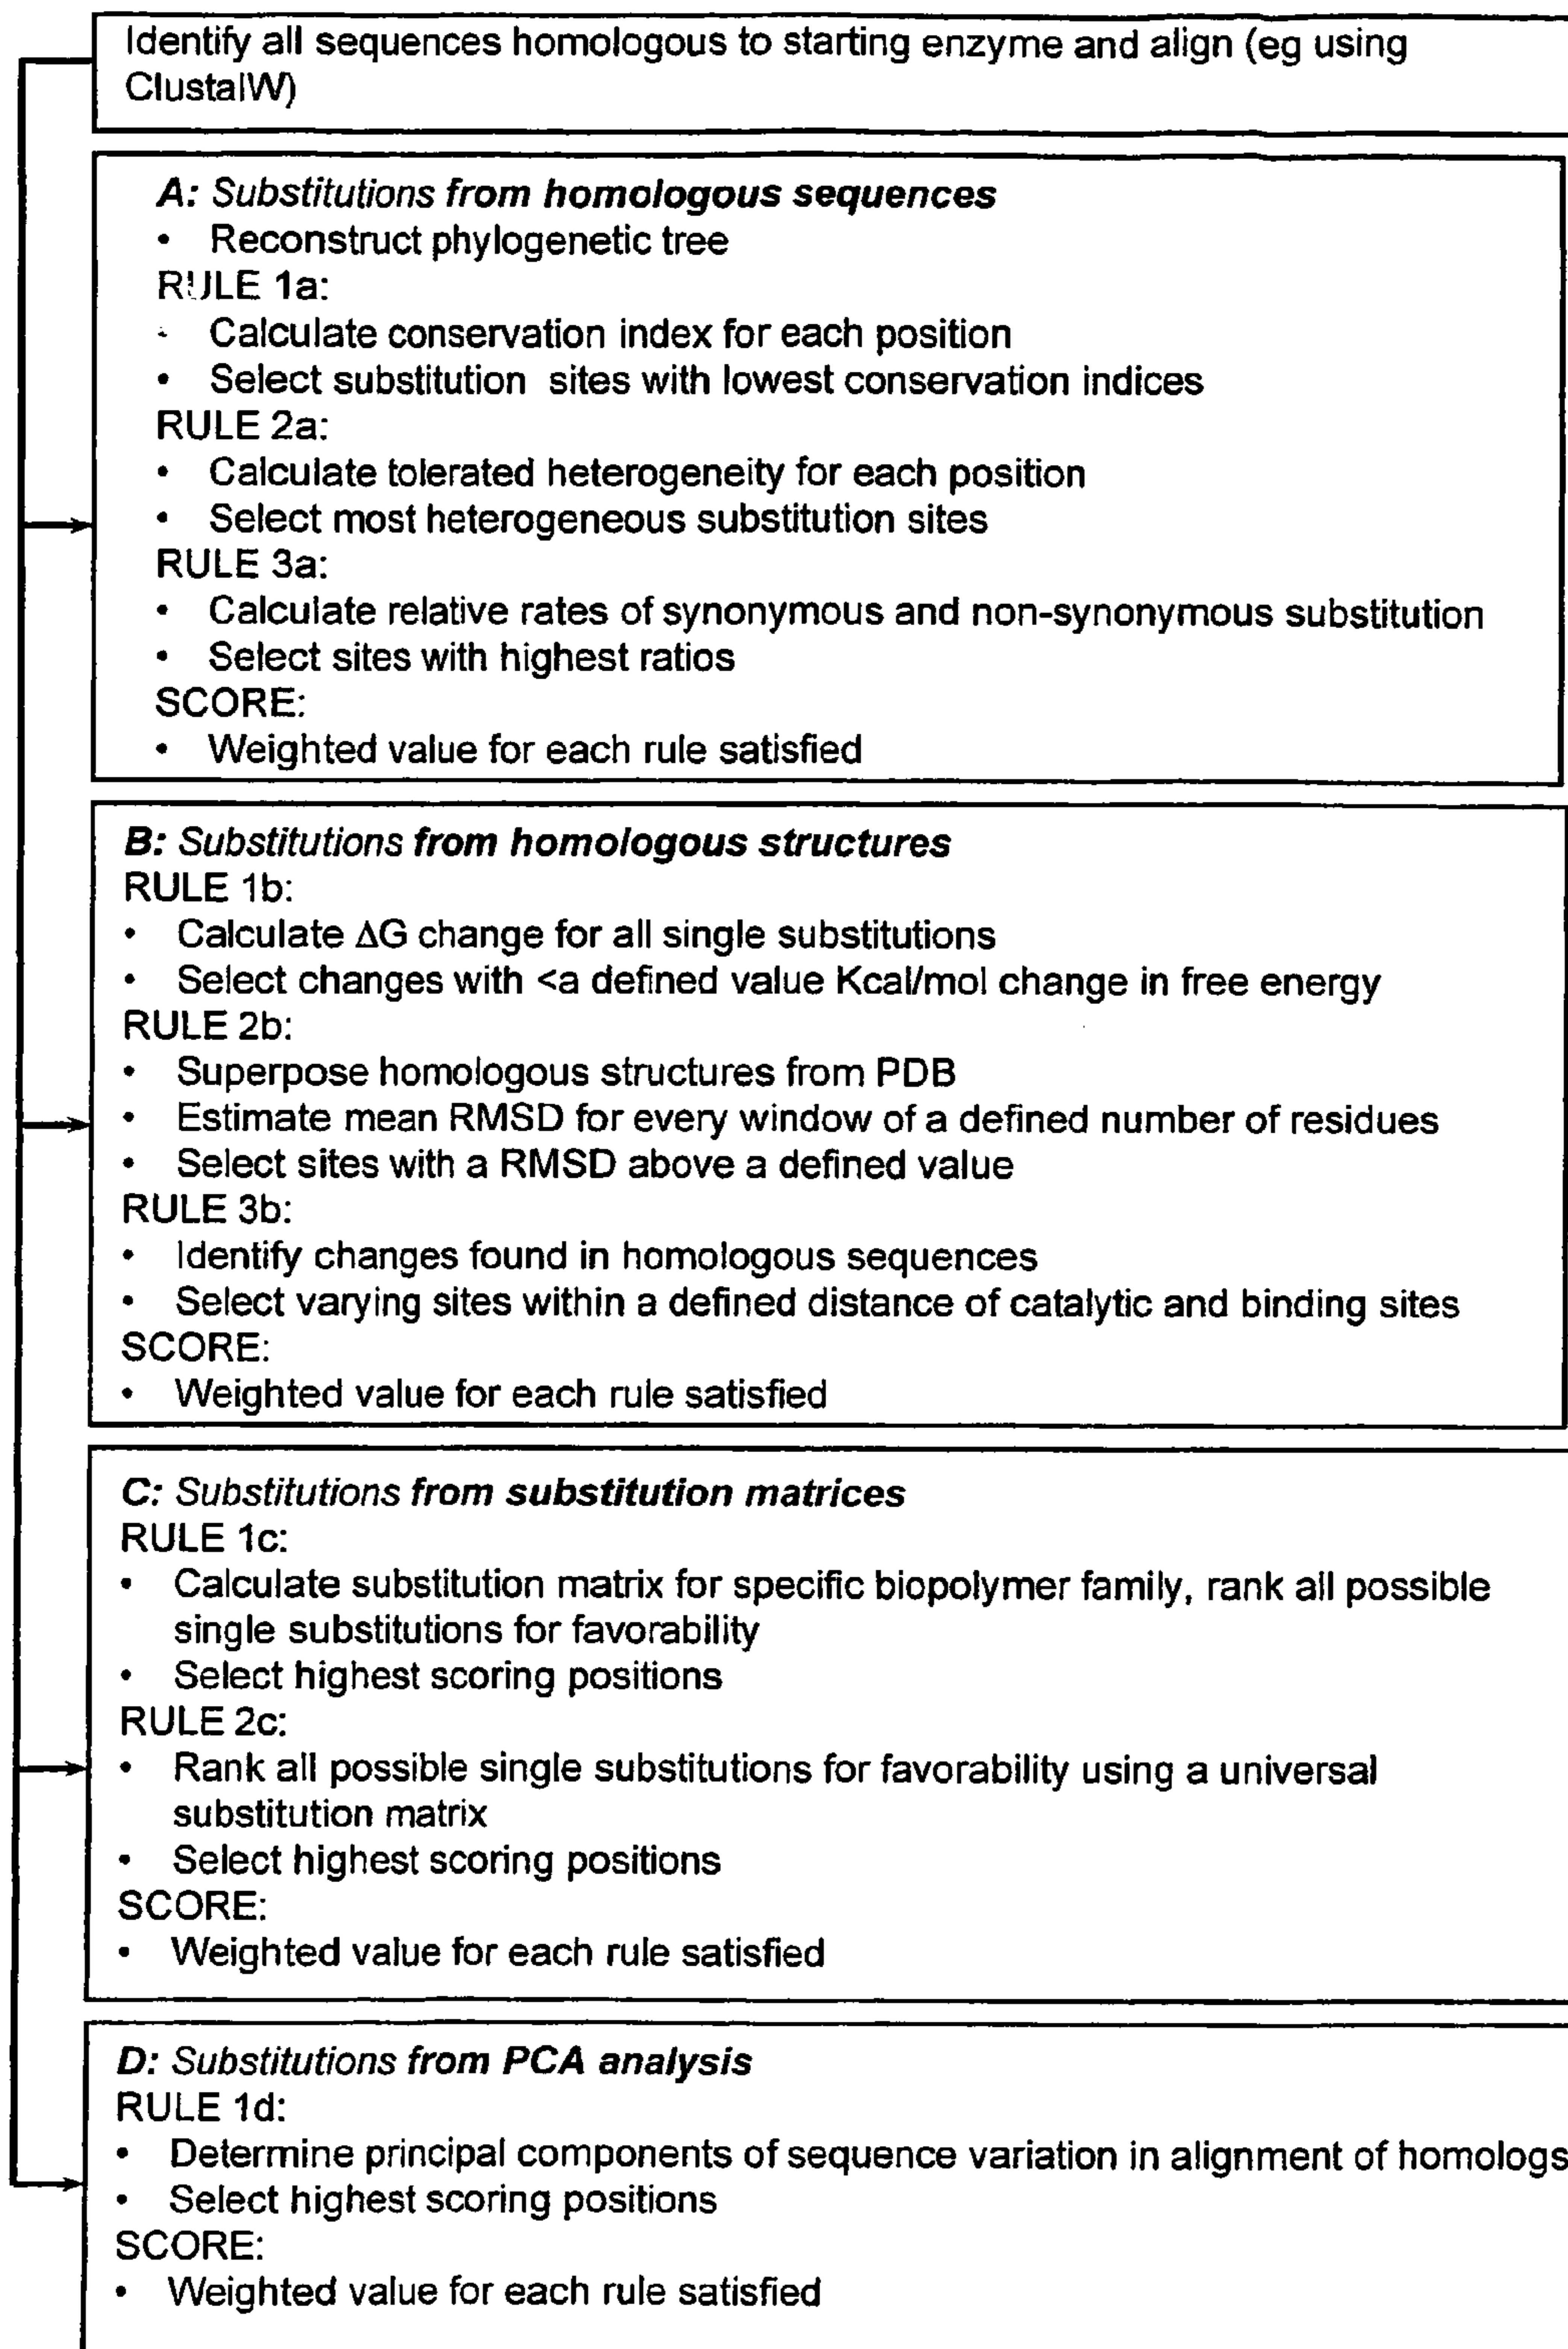 Identify all sequences homologous to starting enzyme and align (eg using
ClustalW)
A: Substitutions from homologous sequences
• Reconstruct phylogenetic tree
RULE 1a:
• Calculate conservation index for each position
• Select substitution sites with lowest conservation indices
RULE 2a:
• Calculate tolerated heterogeneity for each position
• Select most heterogeneous substitution sites
RULE 3a:
• Calculate relative rates of synonymous and non-synonymous substitution
• Select sites with highest ratios
SCORE:
• Weighted value for each rule satisfied
B: Substitutions from homologous structures
RULE 1b:
• Calculate ΔG change for all single substitutions
• Select changes with <a defined value Kcal/mol change in free energy
RULE 2b:
• Superpose homologous structures from PDB
• Estimate mean RMSD for every window of a defined number of residues
• Select sites with a RMSD above a defined value
RULE 3b:
• Identify changes found in homologous sequences
• Select varying sites within a defined distance of catalytic and binding sites
SCORE:
• Weighted value for each rule satisfied
C: Substitutions from substitution matrices
RULE 1c:
• Calculate substitution matrix for specific biopolymer family, rank all possible
single substitutions for favorability
• Select highest scoring positions
RULE 2c:
• Rank all possible single substitutions for favorability using a universal
substitution matrix
• Select highest scoring positions
SCORE:
• Weighted value for each rule satisfied
D: Substitutions from PCA analysis
RULE 1d:
• Determine principal components of sequence variation in alignment of homologs
• Select highest scoring positions
SCORE:
• Weighted value for each rule satisfied